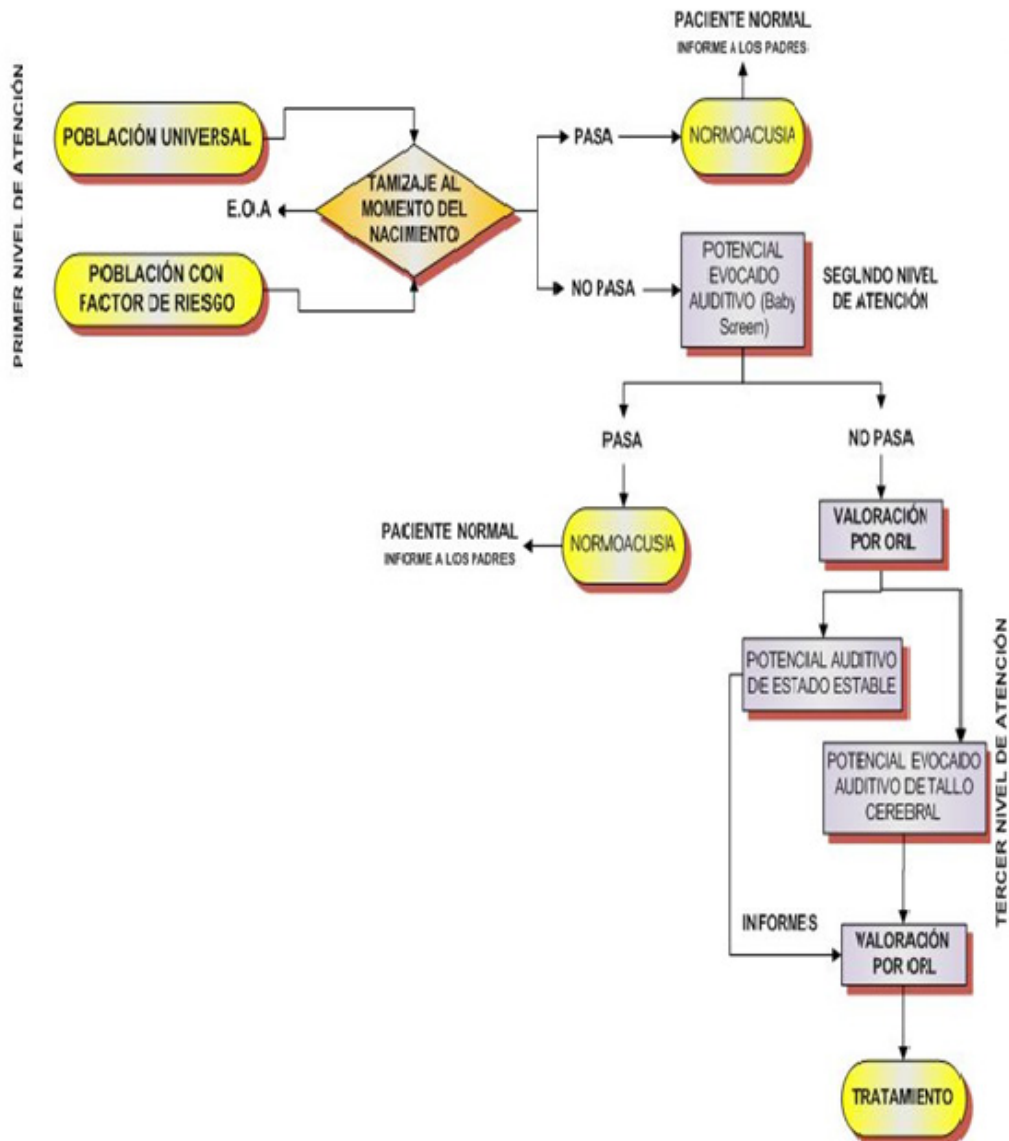 PACIENTE NORMAL
INFORME A LOS PADRES
PRIMER NIVEL DE ATENCIÓN
POBLACIÓN UNIVERSAL
PASA
NORMOACUSIA
TAMIZAJE AL
MOMENTO DEL
NACIMIENTO
E.O.A
POBLACIÓN CON
FACTOR DE RIESGO
NO PASA
POTENCIAL
EVOCADO
AUDITIVO (Baby
Screen)
SEGUNDO NIVEL
DE ATENCIÓN
PASA
NO PASA
PACIENTE NORMAL
INFORME A LOS PADRES
NORMOACUSIA
VALORACIÓN
POR ORL
TERCER NIVEL DE ATENCIÓN
POTENCIAL AUDITIVO
DE ESTADO ESTABLE
POTENCIAL EVOCADO
AUDITIVO DE TALLO
CEREBRAL
INFORMES
VALORACIÓN
POR ORL
TRATAMIENTO